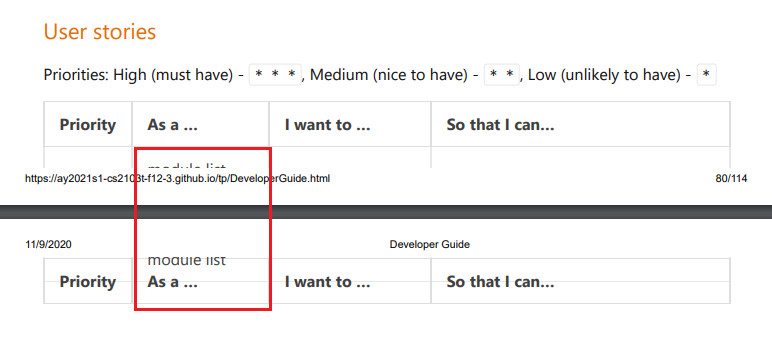 User stories
Priorities: High (must have) - * * * , Medium (nice to have) - * * , Low (unlikely to have) - *
Priority As a … I want to … So that I can…
module list
https://ay2021s1-cs2103t-f12-3.github.io/tp/DeveloperGuide.html 80/114
11/9/2020 Developer Guide
module list
Priority As a … I want to … So that I can…